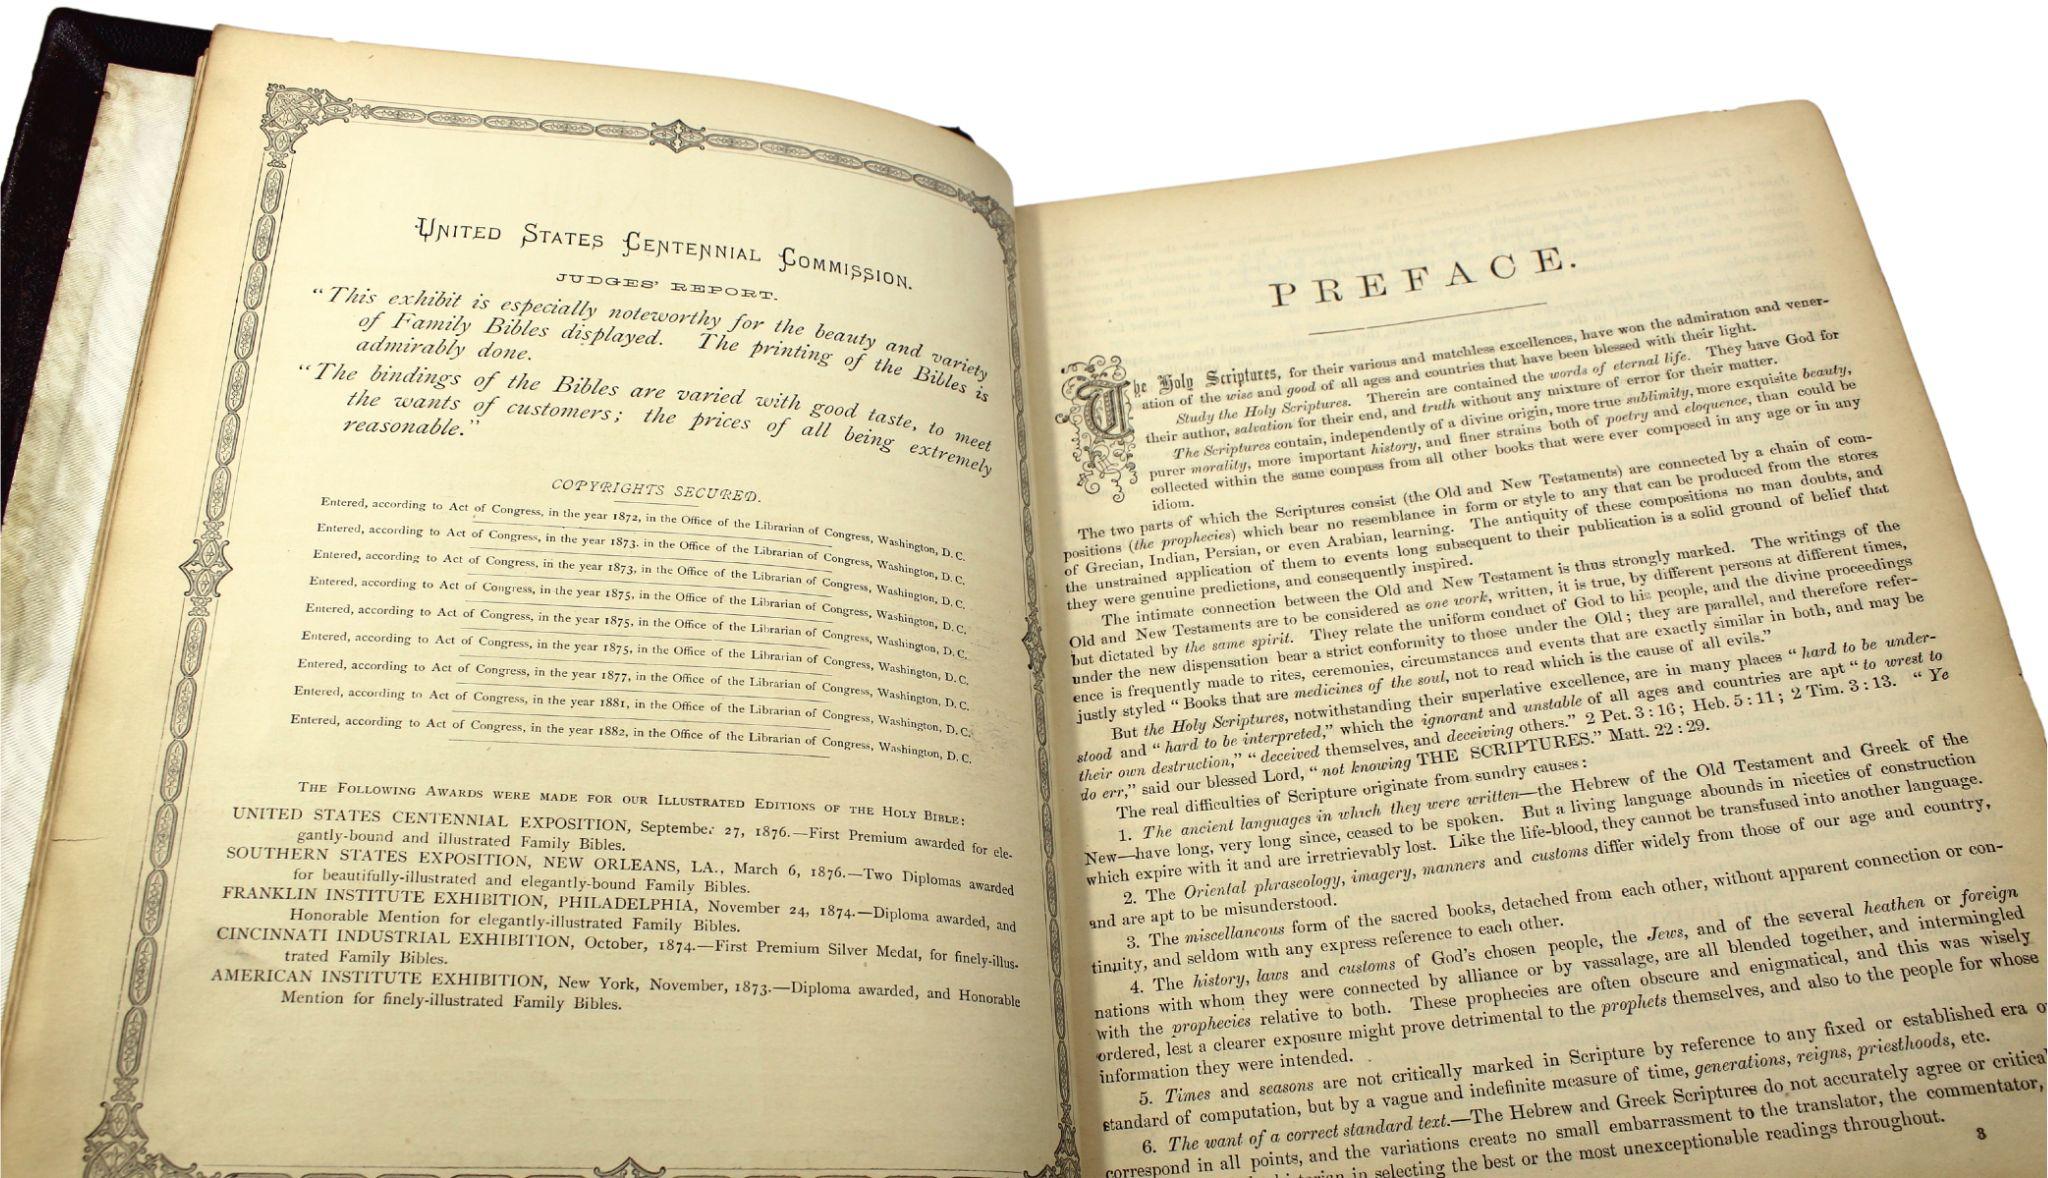 UNITED STATES CENTENNIAL COMMISSION.
JUDGES' REPORT.
"This exhibit is especially noteworthy for the beauty and variety
of Family Bibles displayed. The printing of the Bibles is
admirably done.
"The bindings of the Bibles are varied with good taste, to meet
the wants of customers; the prices of all being extremely
reasonable."
COPYRIGHTS SECURED.
Entered, according to Act of Congress, in the year 1872, in the Office of the Librarian of Congress, Washington, D. C.
Entered, according to Act of Congress, in the year 1873. in the Office of the Librarian of Congress, Washington, D. C.
Entered, according to Act of Congress, in the year 1873, in the Office of the Librarian of Congress, Washington, D. C.
Entered, according to Act of Congress, in the year 1875, in the Office of the Librarian of Congress, Washington, D. C.
Entered, according to Act of Congress, in the year 1875, in the Office of the Librarian of Congress, Washington, D. C.
Entered, according to Act of Congress, in the year 1875, in the Office of the Librarian of Congress, Washington, D. C.
Entered, according to Act of Congress, in the year 1877, in the Office of the Librarian of Congress, Washington, D. C.
Entered, according to Act of Congress, in the year 1881, in the Office of the Librarian of Congress, Washington, D. C.
Entered, according to Act of Congress, in the year 1882, in the Office of the Librarian of Congress, Washington, D. C.
THE FOLLOWING AWARDS WERE MADE FOR OUR ILLUSTRATED EDITIONS OF THE HOLY BIBLE:
UNITED STATES CENTENNIAL EXPOSITION, September 27, 1876.—First Premium awarded for ele-
gantly-bound and illustrated Family Bibles.
SOUTHERN STATES EXPOSITION, NEW ORLEANS, LA., March 6, 1876.—Two Diplomas awarded
for beautifully-illustrated and elegantly-bound Family Bibles.
FRANKLIN INSTITUTE EXHIBITION, PHILADELPHIA, November 24, 1874.—Diploma awarded, and
Honorable Mention for elegantly-illustrated Family Bibles.
CINCINNATI INDUSTRIAL EXHIBITION, October, 1874.—First Premium Silver Medal, for finely-illus-
trated Family Bibles.
AMERICAN INSTITUTE EXHIBITION, New York, November, 1873.—Diploma awarded, and Honorable
Mention for finely-illustrated Family Bibles.
PREFACE.
The Holy Scriptures, for their various and matchless excellences, have won the admiration and vener-
ation of the wise and good of all ages and countries that have been blessed with their light.
Study the Holy Scriptures. Therein are contained the words of eternal life. They have God for
their author, salvation for their end, and truth without any mixture of error for their matter.
The Scriptures contain, independently of a divine origin, more true sublimity, more exquisite beauty,
purer morality, more important history, and finer strains both of poetry and eloquence, than could be
collected within the same compass from all other books that were ever composed in any age or in any
idiom.
The two parts of which the Scriptures consist (the Old and New Testaments) are connected by a chain of com-
positions (the prophecies) which bear no resemblance in form or style to any that can be produced from the stores
of Grecian, Indian, Persian, or even Arabian, learning. The antiquity of these compositions no man doubts, and
the unstrained application of them to events long subsequent to their publication is a solid ground of belief that
they were genuine predictions, and consequently inspired.
The intimate connection between the Old and New Testament is thus strongly marked. The writings of the
Old and New Testaments are to be considered as one work, written, it is true, by different persons at different times,
but dictated by the same spirit. They relate the uniform conduct of God to his people, and the divine proceedings
under the new dispensation bear a strict conformity to those under the Old; they are parallel, and therefore refer-
ence is frequently made to rites, ceremonies, circumstances and events that are exactly similar in both, and may be
justly styled "Books that are medicines of the soul, not to read which is the cause of all evils."
But the Holy Scriptures, notwithstanding their superlative excellence, are in many places "hard to be under-
stood and "hard to be interpreted," which the ignorant and unstable of all ages and countries are apt "to wrest to
their own destruction," "deceived themselves, and deceiving others." 2 Pet. 3:16; Heb. 5:11; 2 Tim. 3:13. "Ye
do err," said our blessed Lord, "not knowing THE SCRIPTURES." Matt. 22:29.
The real difficulties of Scripture originate from sundry causes:
1. The ancient languages in which they were written—the Hebrew of the Old Testament and Greek of the
New—have long, very long since, ceased to be spoken. But a living language abounds in niceties of construction
which expire with it and are irretrievably lost. Like the life-blood, they cannot be transfused into another language.
2. The Oriental phraseology, imagery, manners and customs differ widely from those of our age and country,
and are apt to be misunderstood.
3. The miscellaneous form of the sacred books, detached from each other, without apparent connection or con-
tinuity, and seldom with any express reference to each other.
4. The history, laws and customs of God's chosen people, the Jews, and of the several heathen or foreign
nations with whom they were connected by alliance or by vassalage, are all blended together, and intermingled
with the prophecies relative to both. These prophecies are often obscure and enigmatical, and this was wisely
ordered, lest a clearer exposure might prove detrimental to the prophets themselves, and also to the people for whose
information they were intended.
5. Times and seasons are not critically marked in Scripture by reference to any fixed or established era o
standard of computation, but by a vague and indefinite measure of time, generations, reigns, priesthoods, etc.
6. The want of a correct standard text.—The Hebrew and Greek Scriptures do not accurately agree or critical
correspond in all points, and the variations create no small embarrassment to the translator, the commentator,
in selecting the best or the most unexceptionable readings throughout.
3